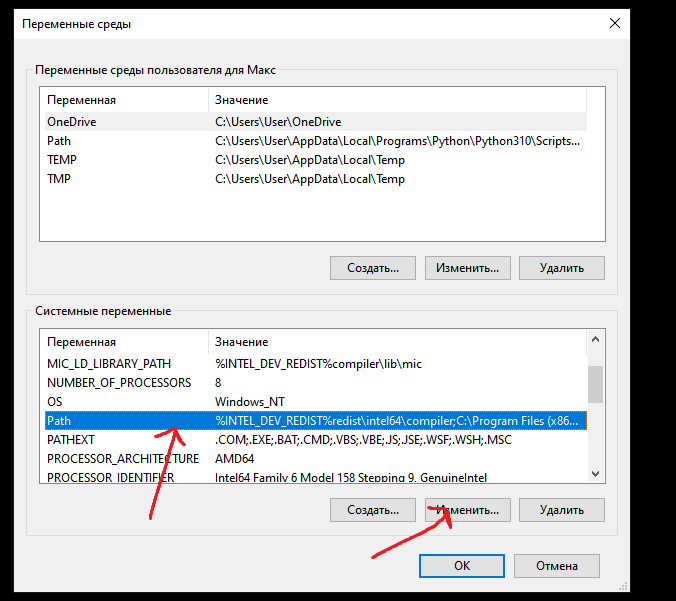 Переменные среды
Переменные среды пользователя для Макс
Переменная Значение
OneDrive C:\Users\User\OneDrive
Path C:\Users\User\AppData\Local\Programs\Python\Python310\Scripts...
TEMP C:\Users\User\AppData\Local\Temp
TMP C:\Users\User\AppData\Local\Temp
Создать... Изменить... Удалить
Системные переменные
Переменная Значение
MIC_LD_LIBRARY_PATH %INTEL_DEV_REDIST%compiler\lib\mic
NUMBER_OF_PROCESSORS 8
OS Windows_NT
Path %INTEL_DEV_REDIST%redist\intel64\compiler;C:\Program Files (x86...
PATHEXT .COM;.EXE;.BAT;.CMD;.VBS;.VBE;.JS;.JSE;.WSF;.WSH;.MSC
PROCESSOR_ARCHITECTURE AMD64
PROCESSOR_IDENTIFIER Intel64 Family 6 Model 158 Stepping 9, GenuineIntel
Создать... Изменить... Удалить
ОК Отмена